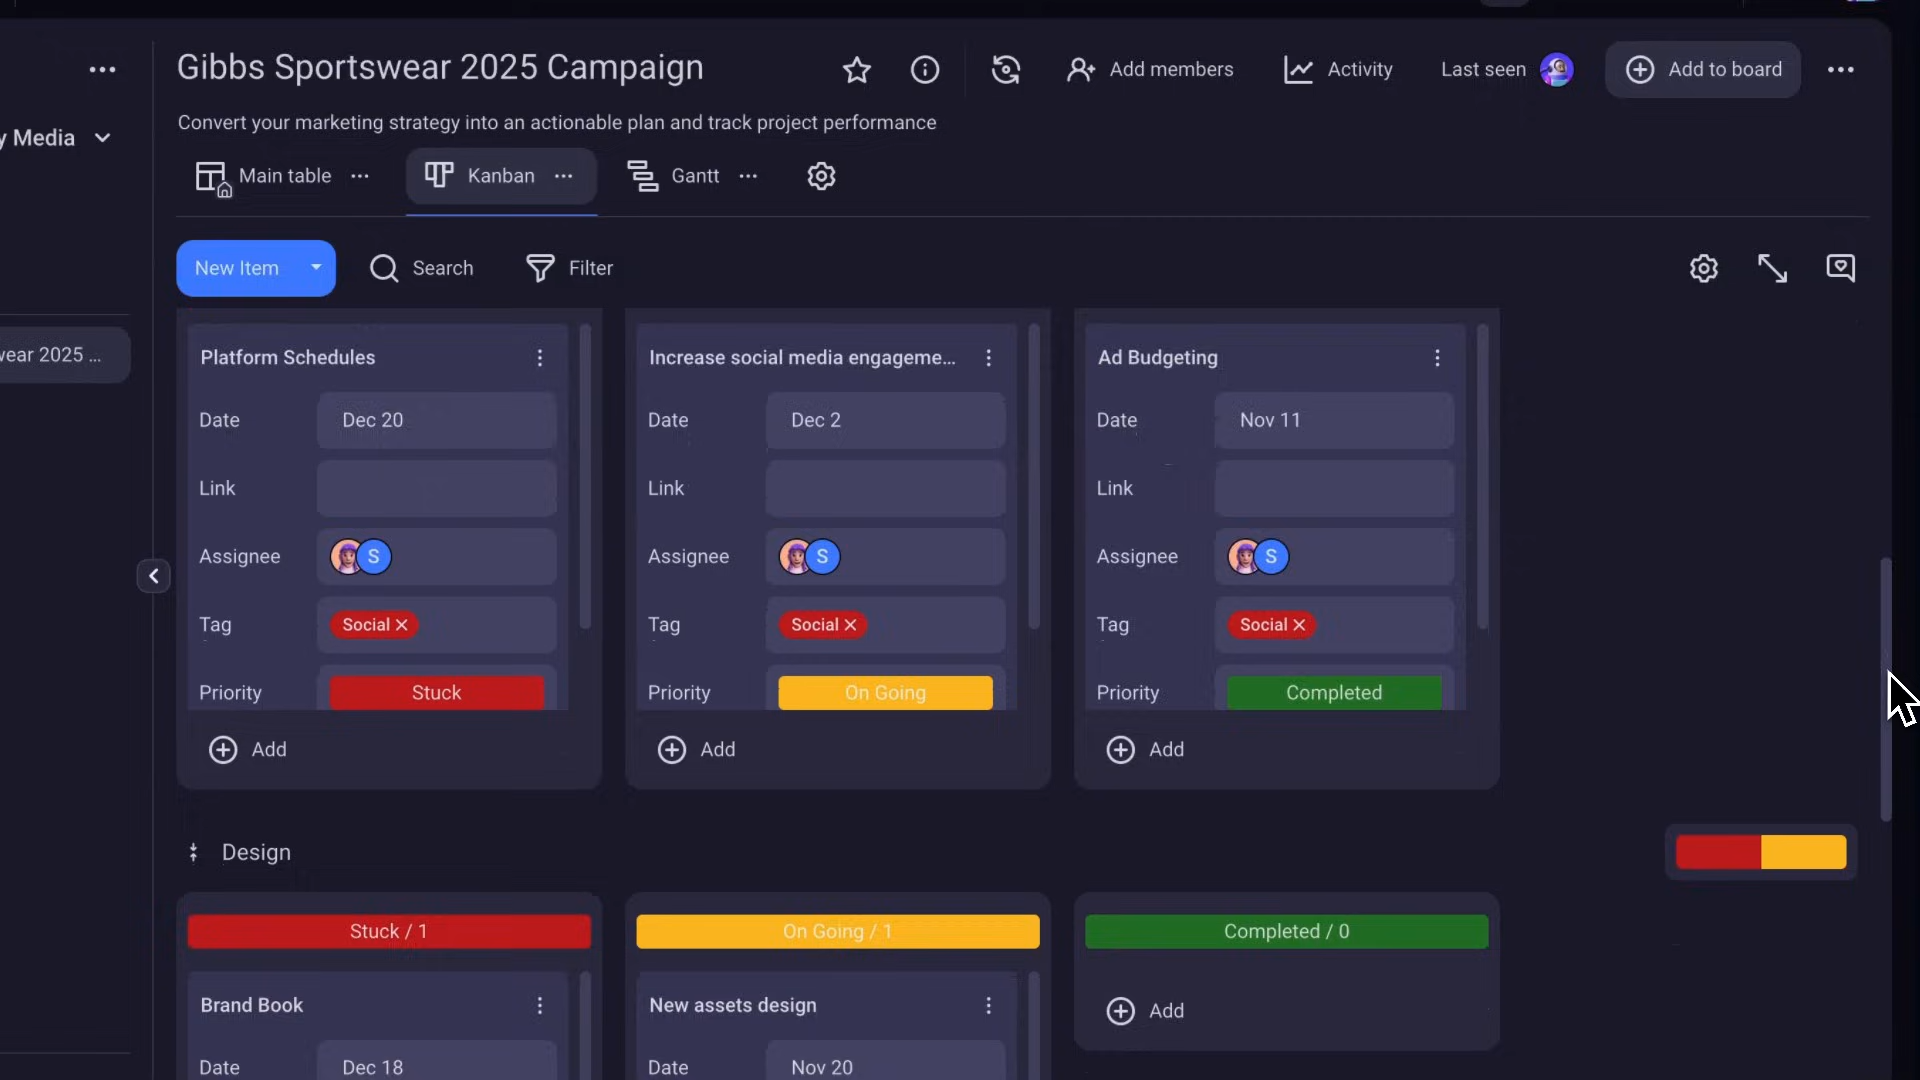 Gibbs Sportswear 2025 Campaign
Add members
Activity
Last seen
Add to board
Convert your marketing strategy into an actionable plan and track project performance
y Media
Main table
Kanban
Gantt
New Item
Search
Filter
wear 2025 ...
Platform Schedules
Date
Dec 20
Link
Assignee
S
Tag
Social
Priority
Stuck
Add
Increase social media engageme...
Date
Dec 2
Link
Assignee
S
Tag
Social
Priority
On Going
Add
Ad Budgeting
Date
Nov 11
Link
Assignee
S
Tag
Social
Priority
Completed
Add
Design
Stuck / 1
Brand Book
Date
Dec 18
On Going / 1
New assets design
Date
Nov 20
Completed / 0
Add